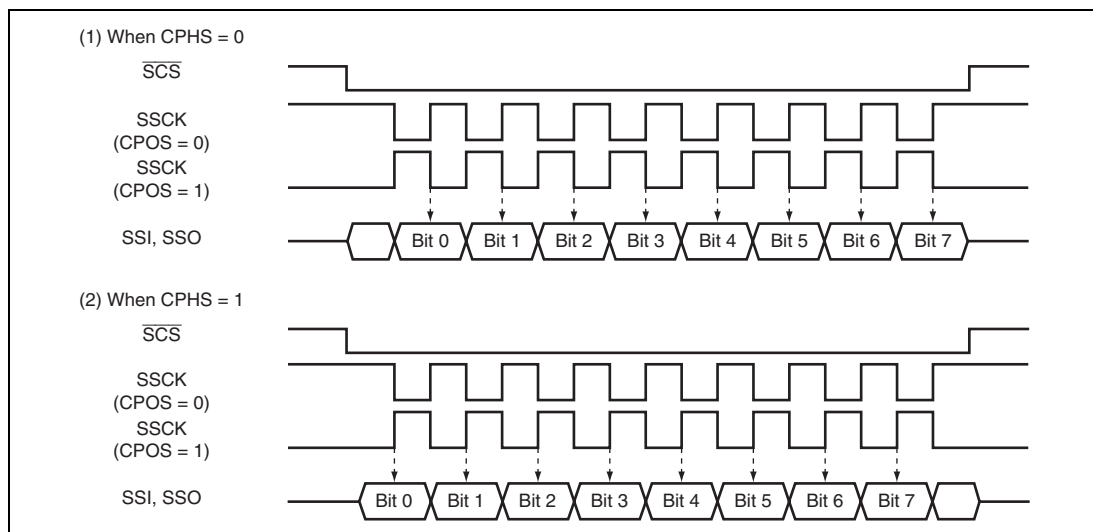 (1) When CPHS = 0
SCS
SSCK
(CPOS = 0)
SSCK
(CPOS = 1)
SSI, SSO
Bit 0 Bit 1 Bit 2 Bit 3 Bit 4 Bit 5 Bit 6 Bit 7
(2) When CPHS = 1
SCS
SSCK
(CPOS = 0)
SSCK
(CPOS = 1)
SSI, SSO
Bit 0 Bit 1 Bit 2 Bit 3 Bit 4 Bit 5 Bit 6 Bit 7